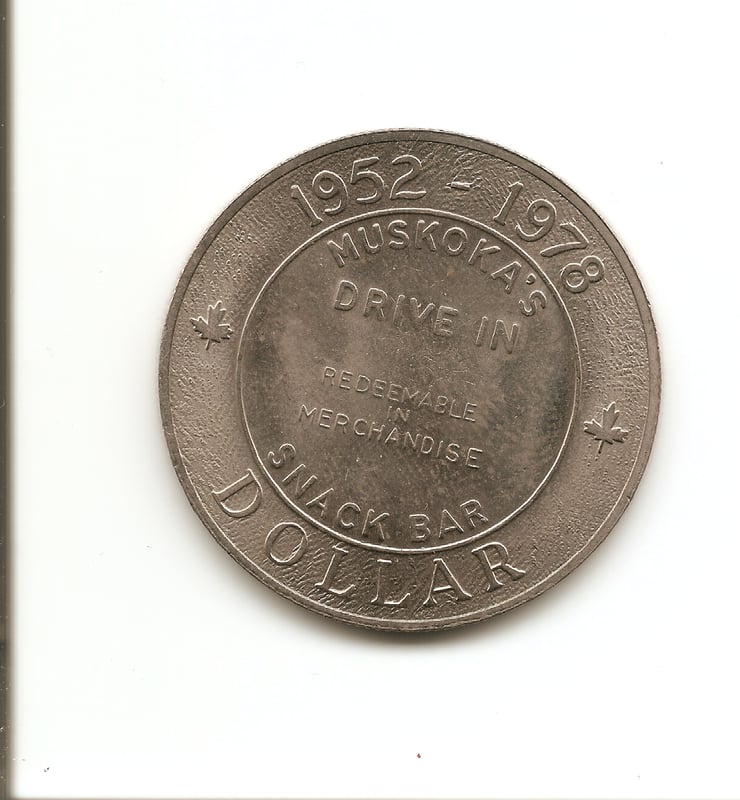 1952 - 1978
MUSKOKA'S
DRIVE IN
REDEEMABLE
IN
MERCHANDISE
SNACK BAR
DOLLAR